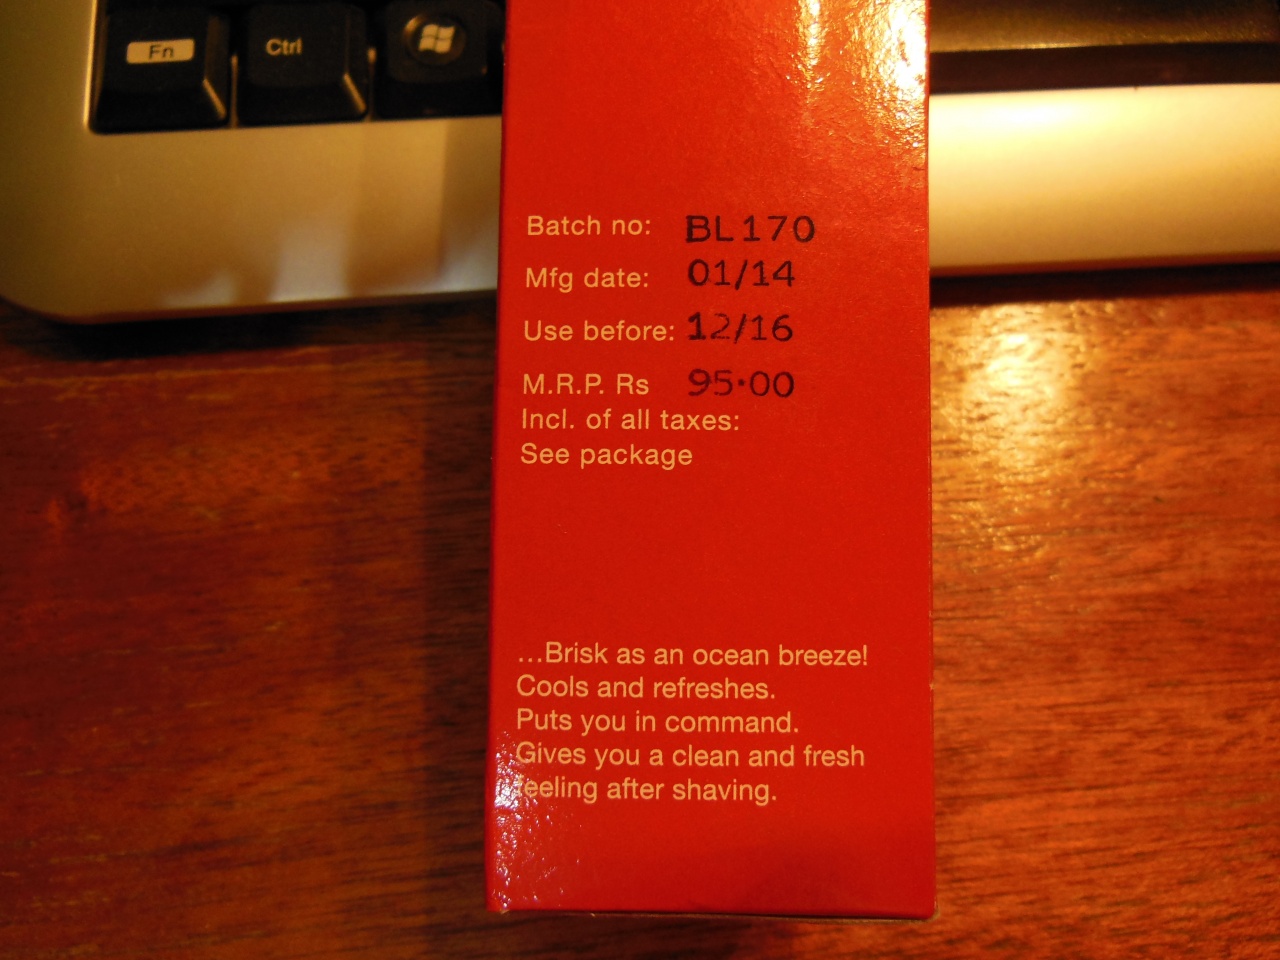 Fn Ctrl
Batch no: BL170
Mfg date: 01/14
Use before: 12/16
M.R.P. Rs 95·00
Incl. of all taxes:
See package
...Brisk as an ocean breeze!
Cools and refreshes.
Puts you in command.
Gives you a clean and fresh
feeling after shaving.